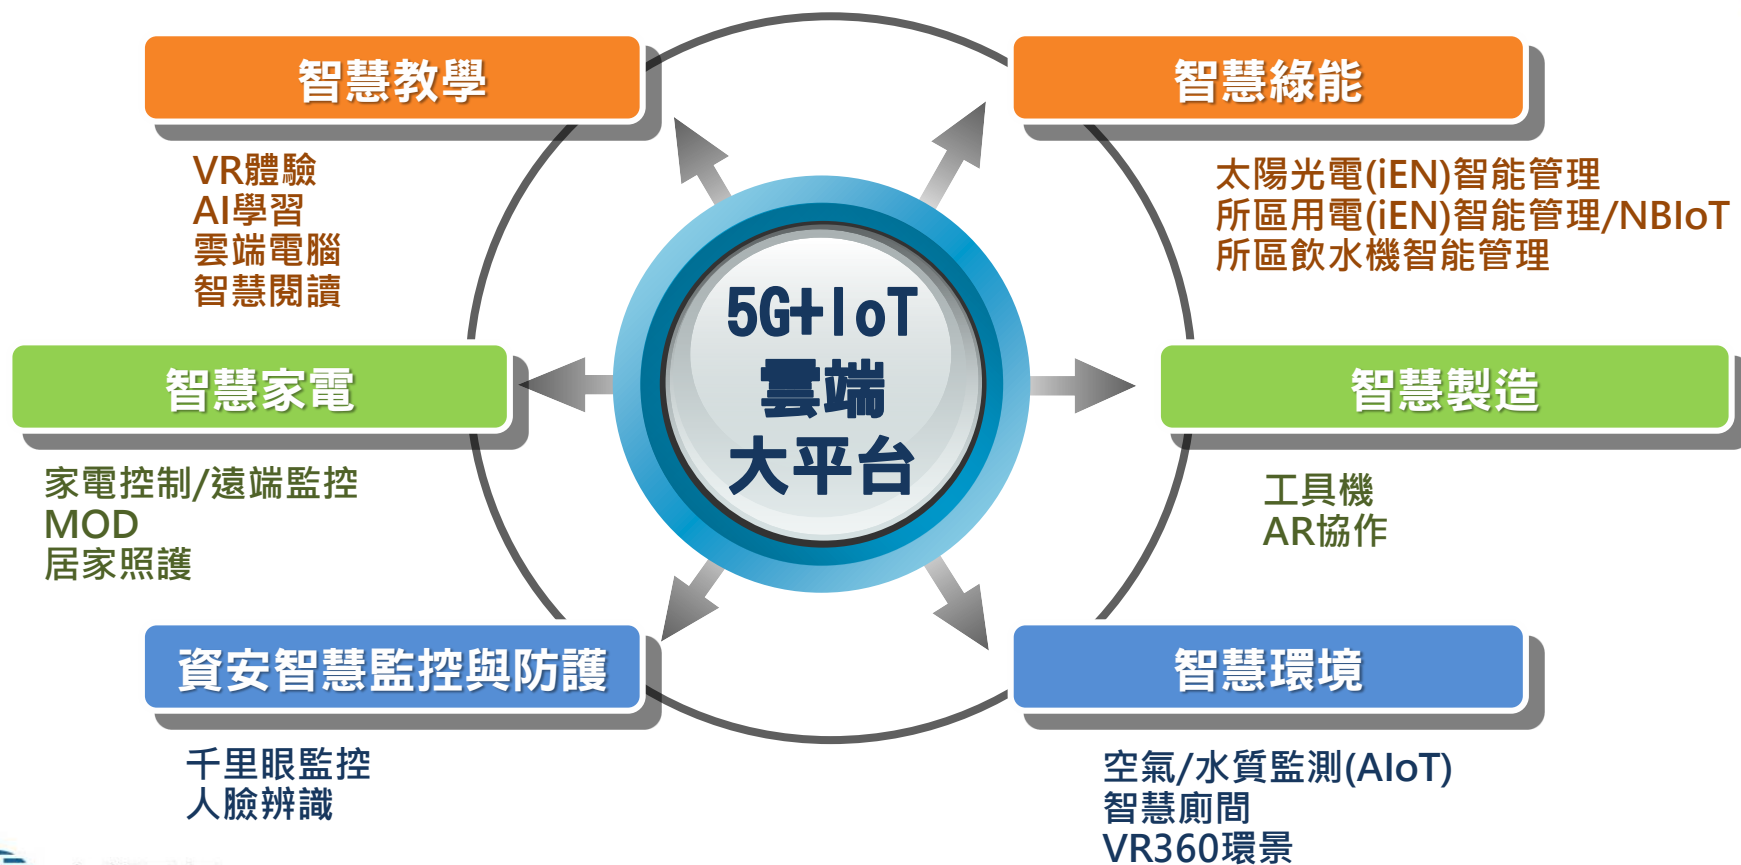 智慧教學
VR體驗
AI學習
雲端電腦
智慧閱讀
智慧綠能
太陽光電(iEN)智能管理
所區用電(iEN)智能管理/NBIoT
所區飲水機智能管理
5G+IoT
雲端
大平台
智慧家電
家電控制/遠端監控
MOD
居家照護
智慧製造
工具機
AR協作
資安智慧監控與防護
千里眼監控
人臉辨識
智慧環境
空氣/水質監測(AIoT)
智慧廁間
VR360環景